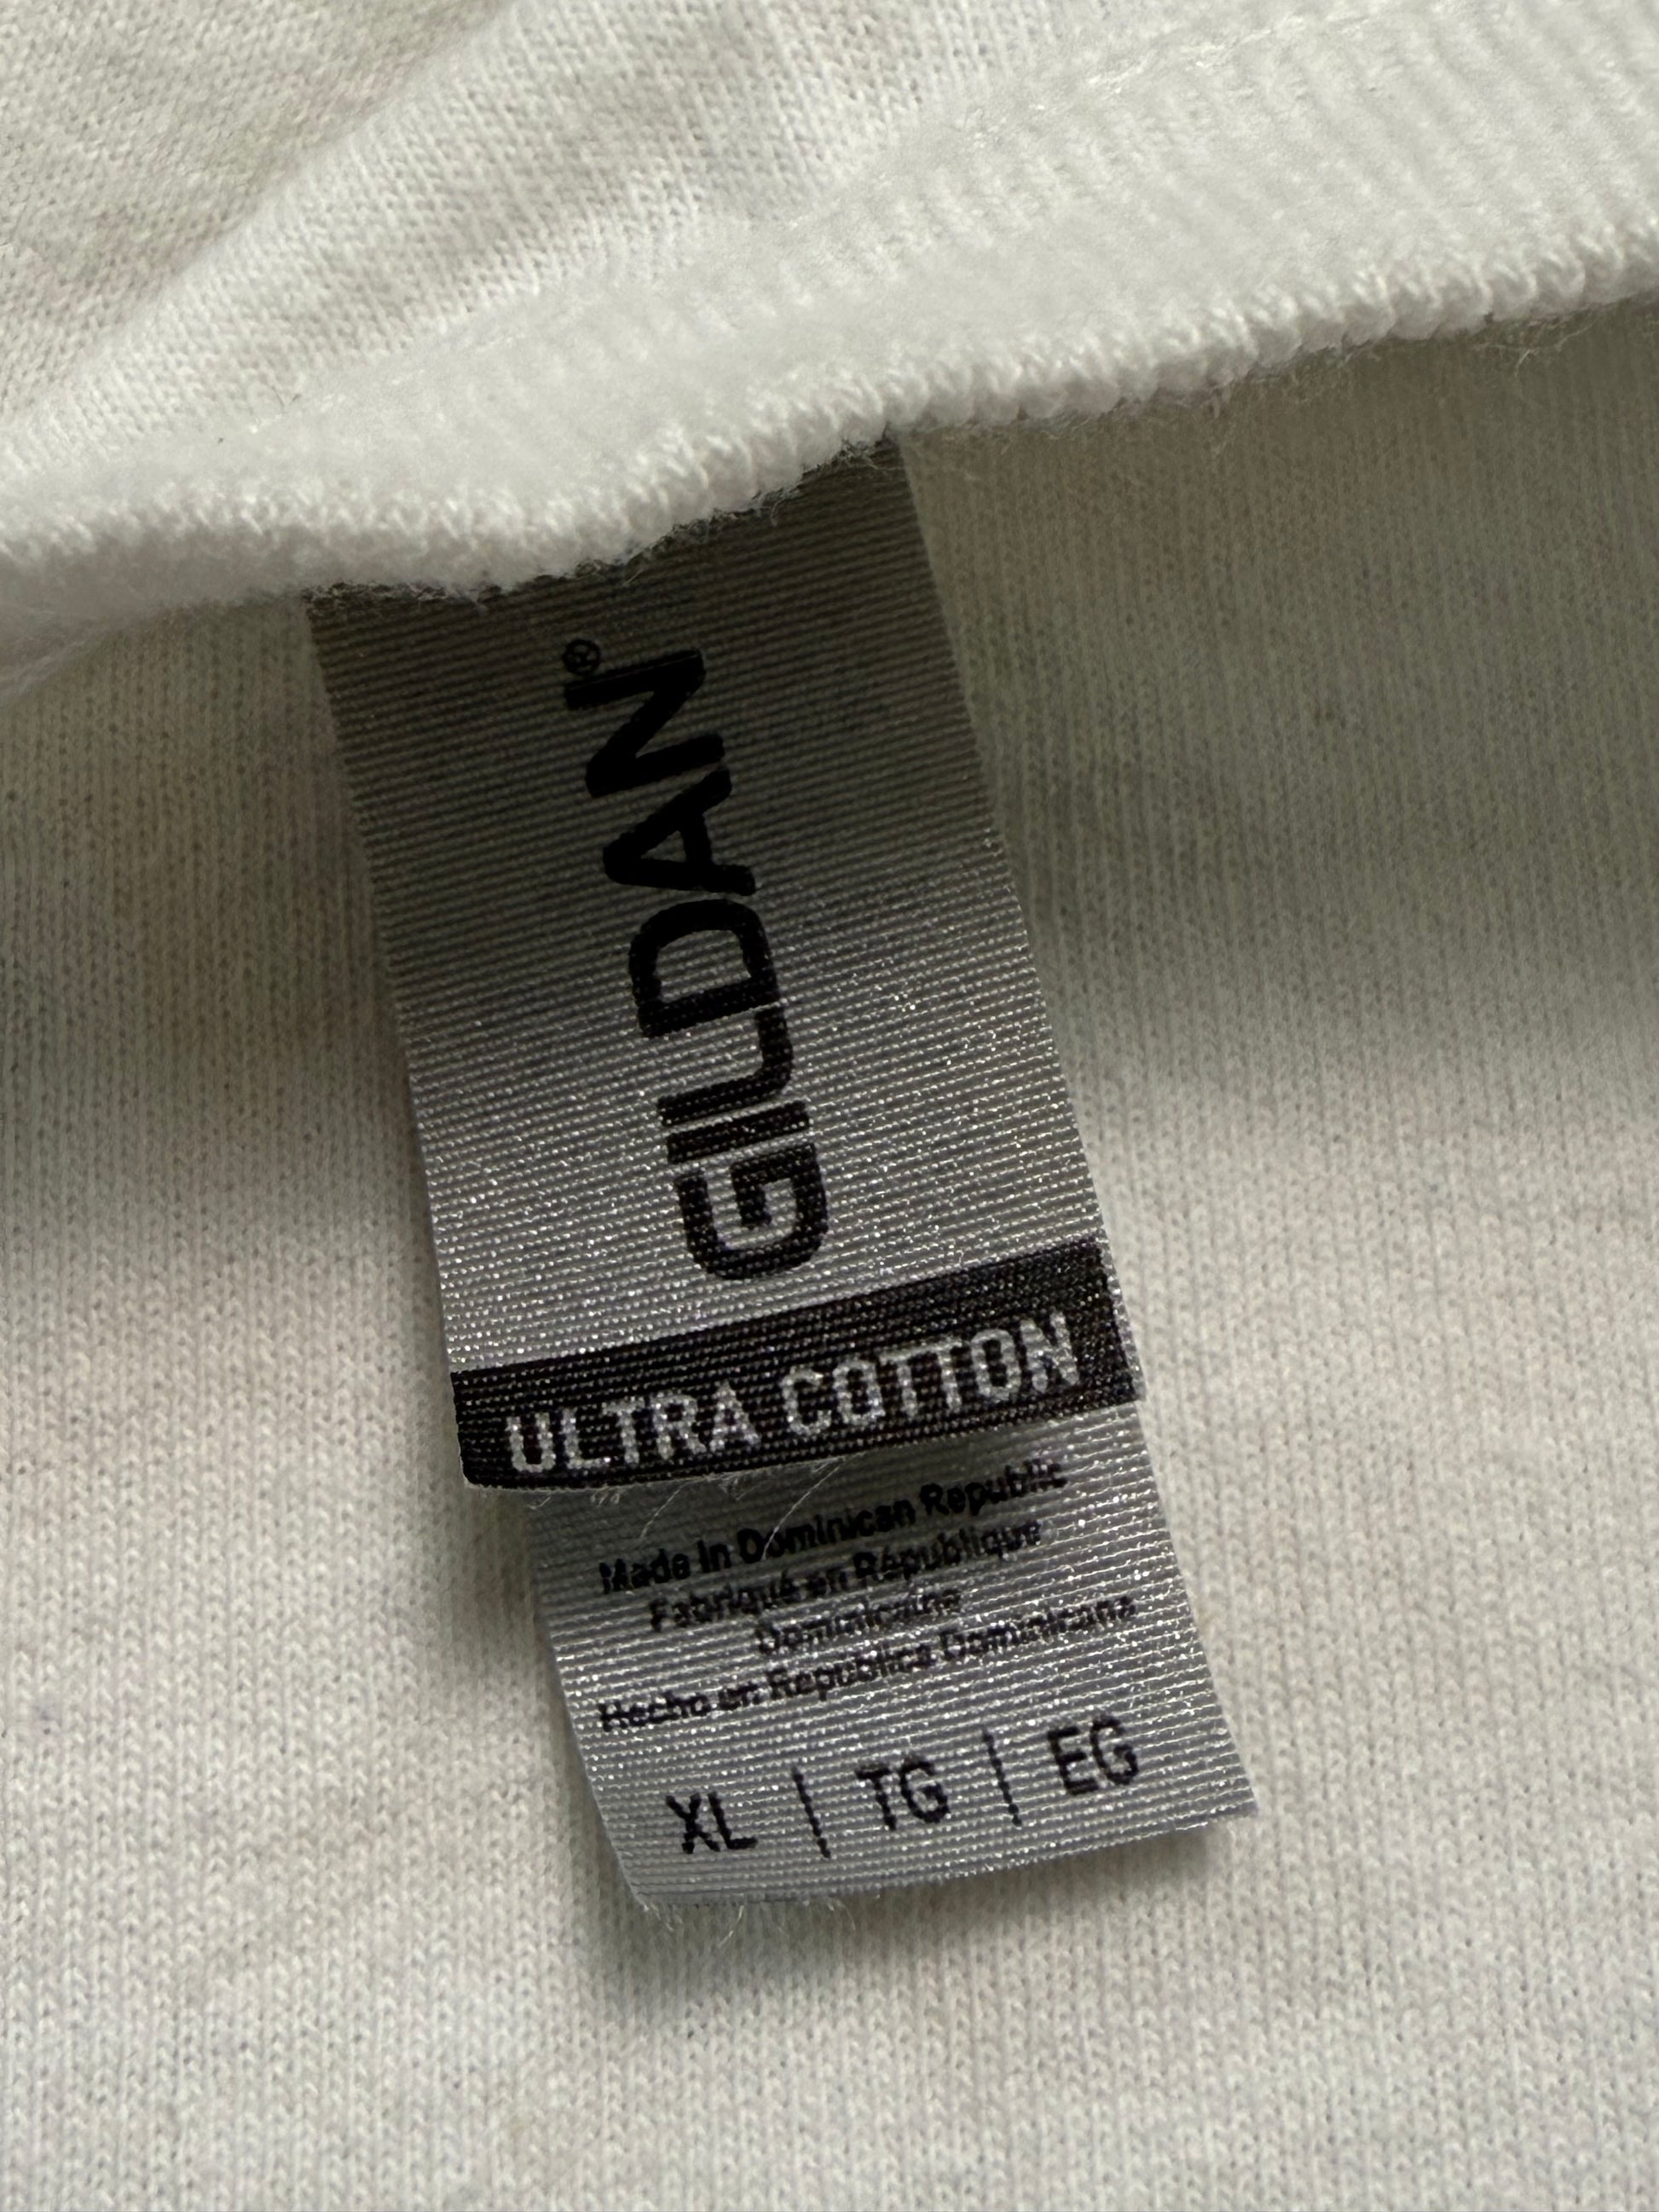 GILDAN®
ULTRA COTTON
Made in Dominican Republic
Fabriqué en République
Dominicaine
Hecho en República Dominicana
XL | TG | EG